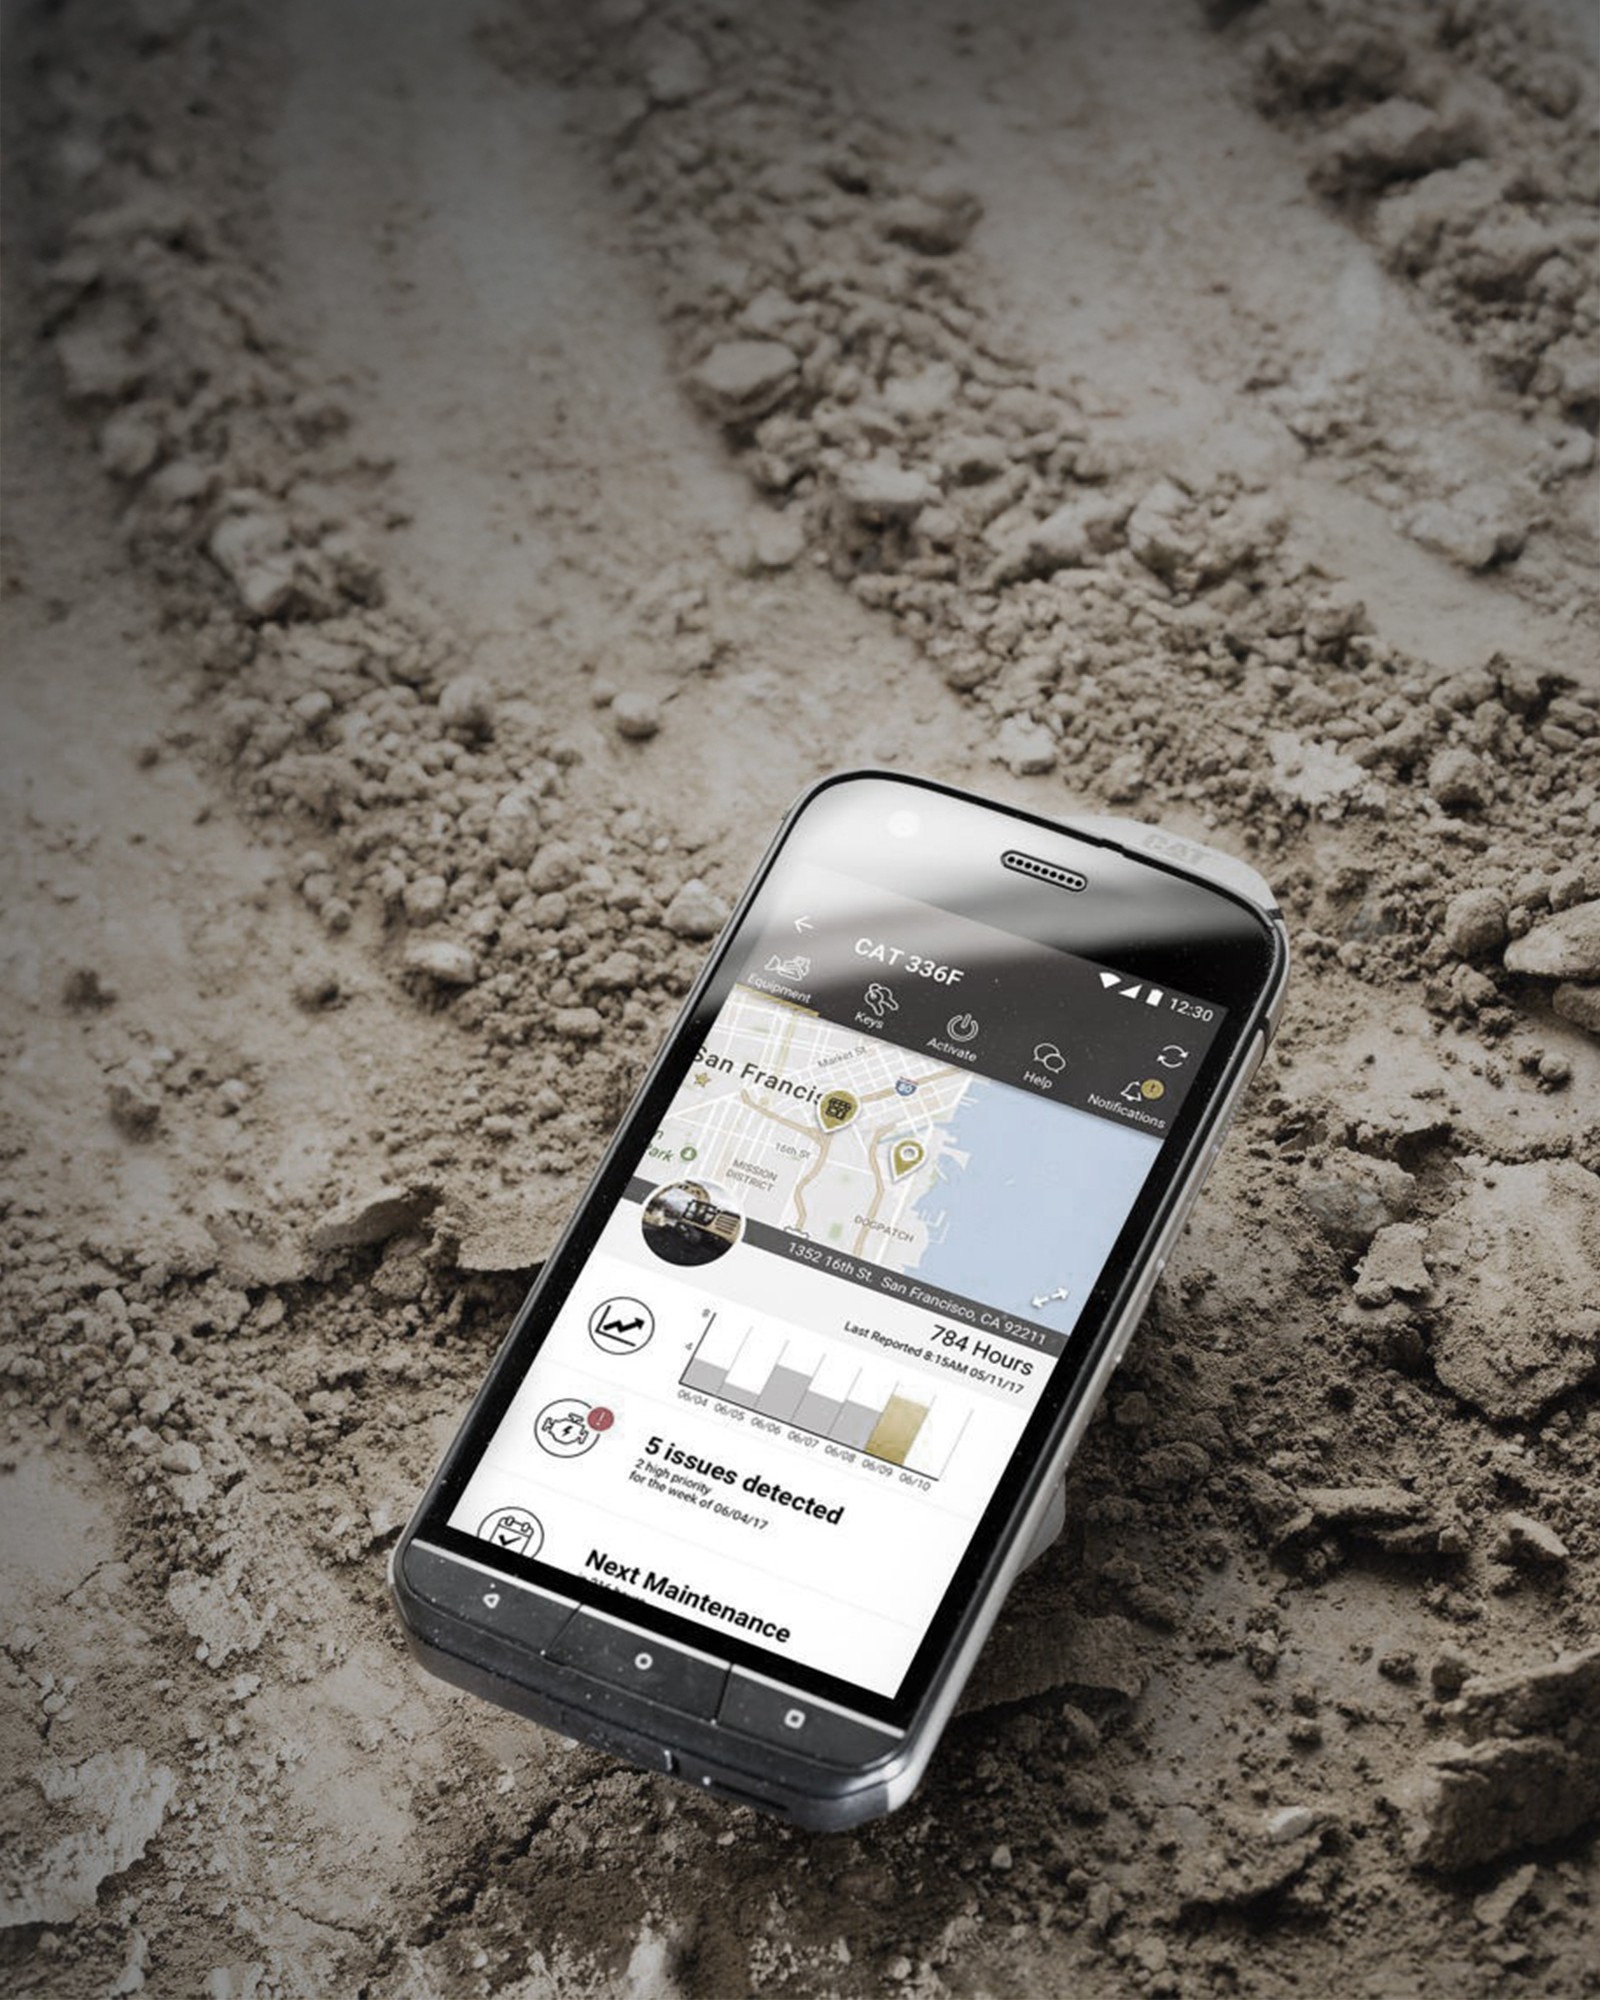 CAT
12:30
CAT 336F
Equipment
Keys
Activate
Help
Notifications
Market St
San Francis
80
16th St
MISSION
DISTRICT
DOGPATCH
1352 16th St. San Francisco, CA 92211
784 Hours
Last Reported 8:15AM 05/11/17
06/04 06/05 06/06 06/07 06/08 06/09 06/10
5 issues detected
2 high priority
for the week of 06/04/17
Next Maintenance